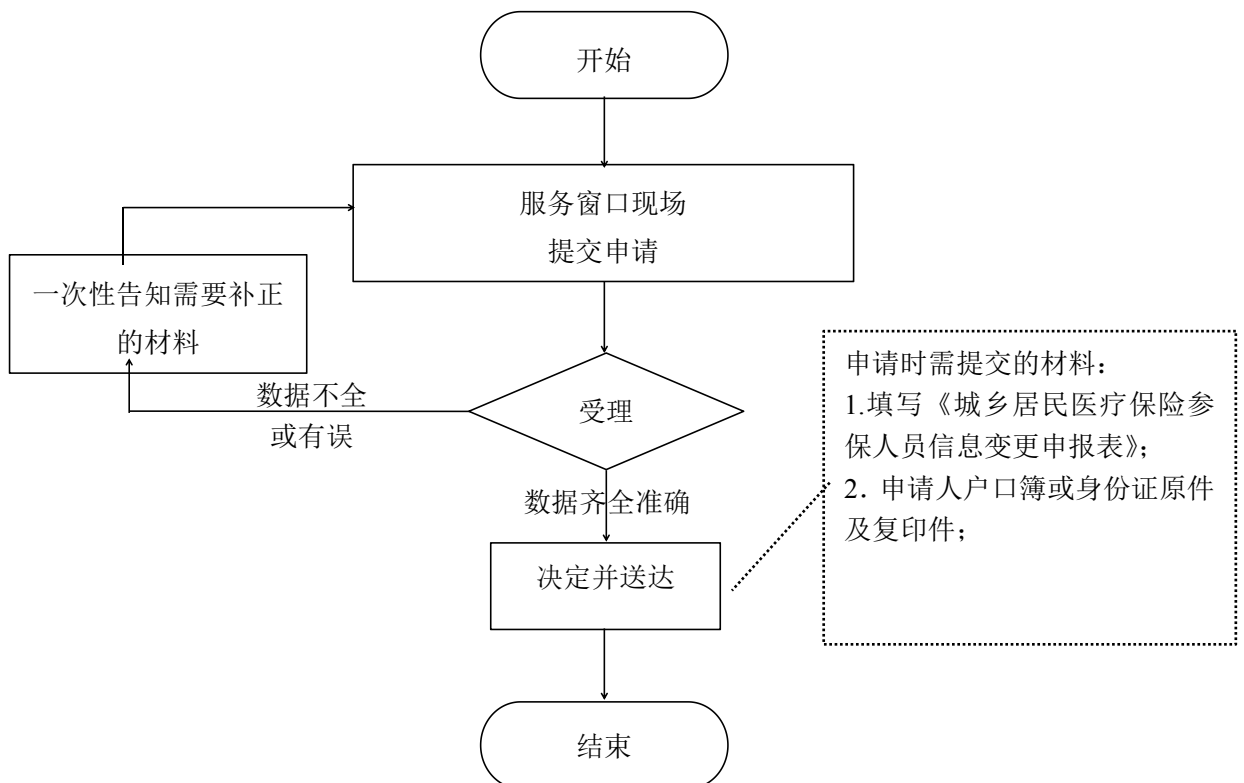 开始
服务窗口现场
提交申请
一次性告知需要补正
的材料
数据不全
或有误
受理
申请时需提交的材料：
1.填写《城乡居民医疗保险参
保人员信息变更申报表》；
2. 申请人户口簿或身份证原件
及复印件；
数据齐全准确
决定并送达
结束